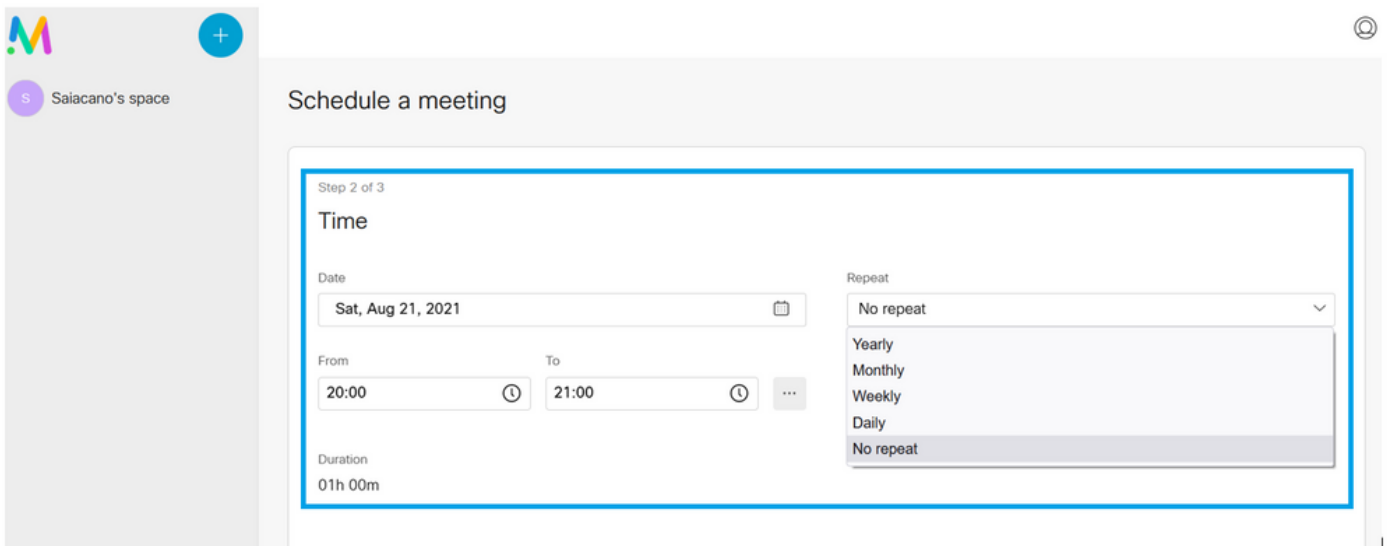 M
+
S
Saiacano's space
Schedule a meeting
Step 2 of 3
Time
Date
Sat, Aug 21, 2021
From
To
20:00
21:00
...
Duration
01h 00m
Repeat
No repeat
Yearly
Monthly
Weekly
Daily
No repeat